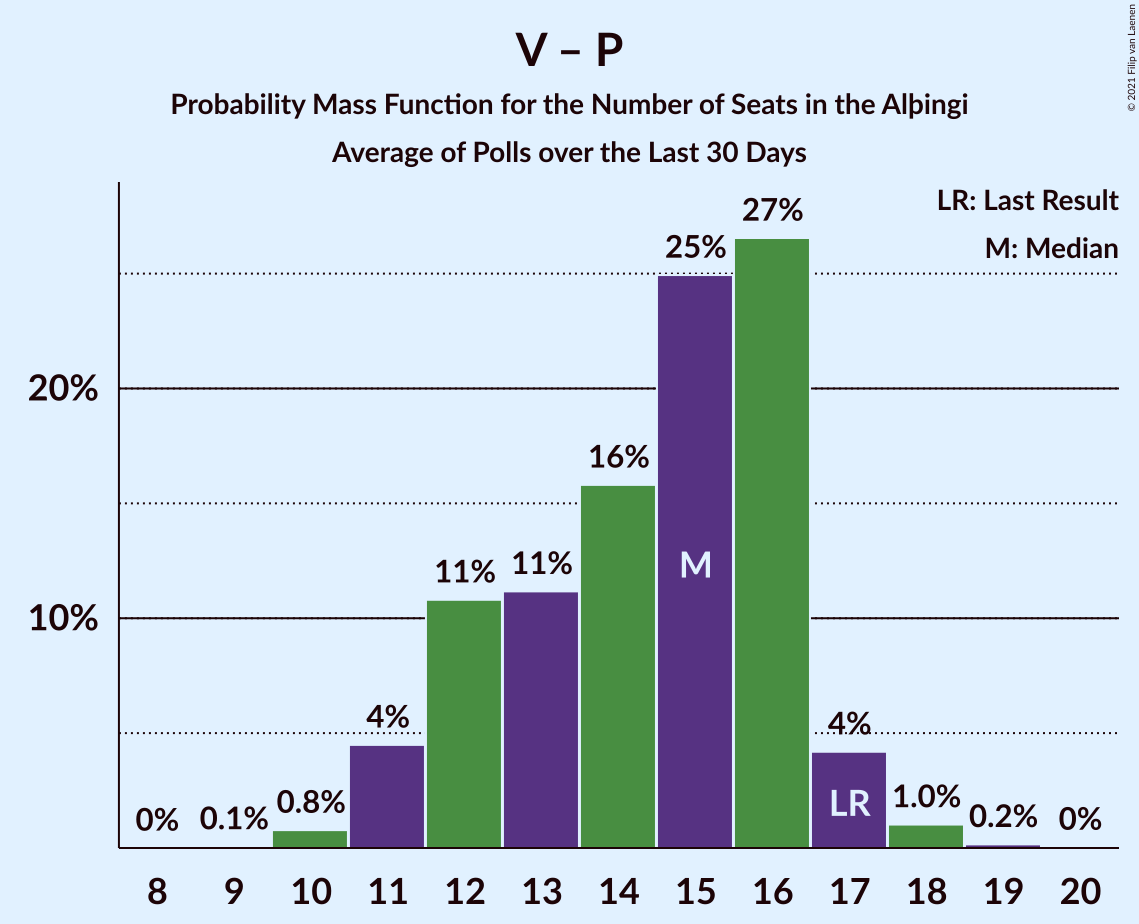 V – P
Probability Mass Function for the Number of Seats in the Alþingi
Average of Polls over the Last 30 Days
© 2021 Filip van Laenen
LR: Last Result
M: Median
20%
10%
0%
0.1%
0.8%
4%
11%
11%
16%
25%
27%
4%
1.0%
0.2%
0%
M
LR
8 9 10 11 12 13 14 15 16 17 18 19 20